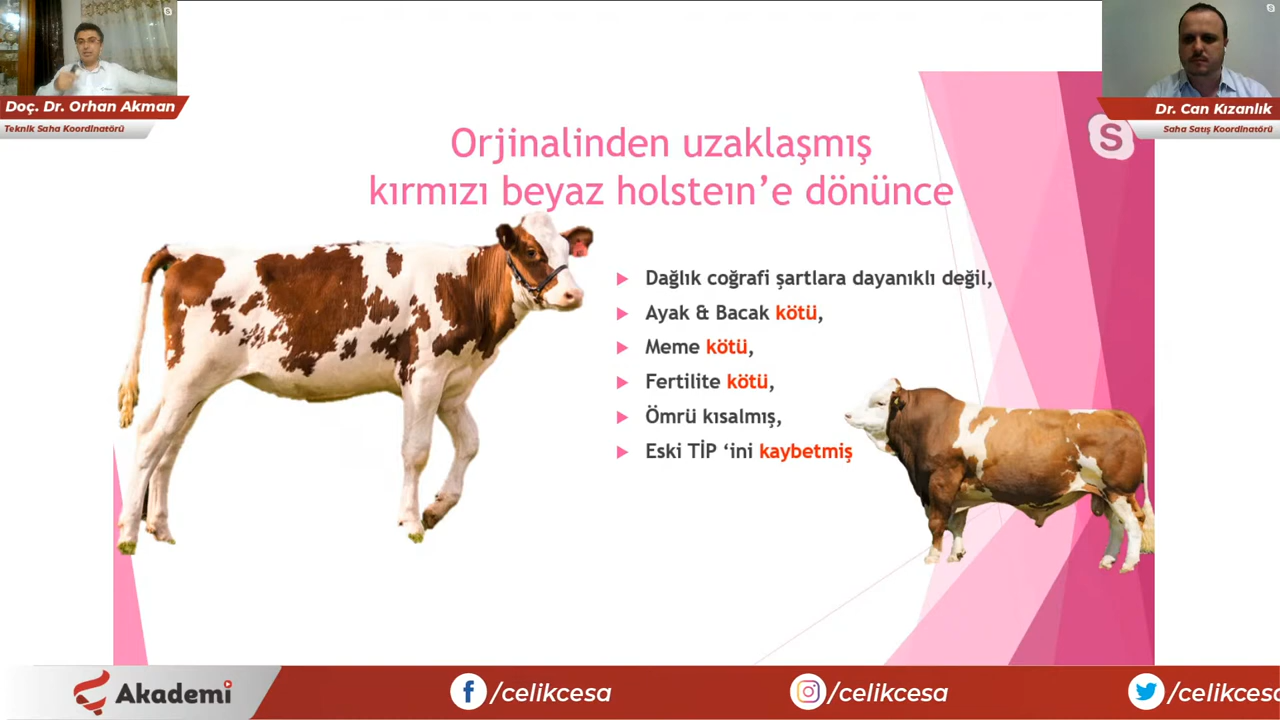 Doç. Dr. Orhan Akman
Teknik Saha Koordinatörü
Dr. Can Kızanlık
Saha Satış Koordinatörü
S
Orjinalinden uzaklaşmış
kırmızı beyaz holsteın’e dönünce
Dağlık coğrafi şartlara dayanıklı değil,
Ayak & Bacak kötü,
Meme kötü,
Fertilite kötü,
Ömrü kısalmış,
Eski TİP ‘ini kaybetmiş
Akademi
/celikcesa
/celikcesa
/celikcesa